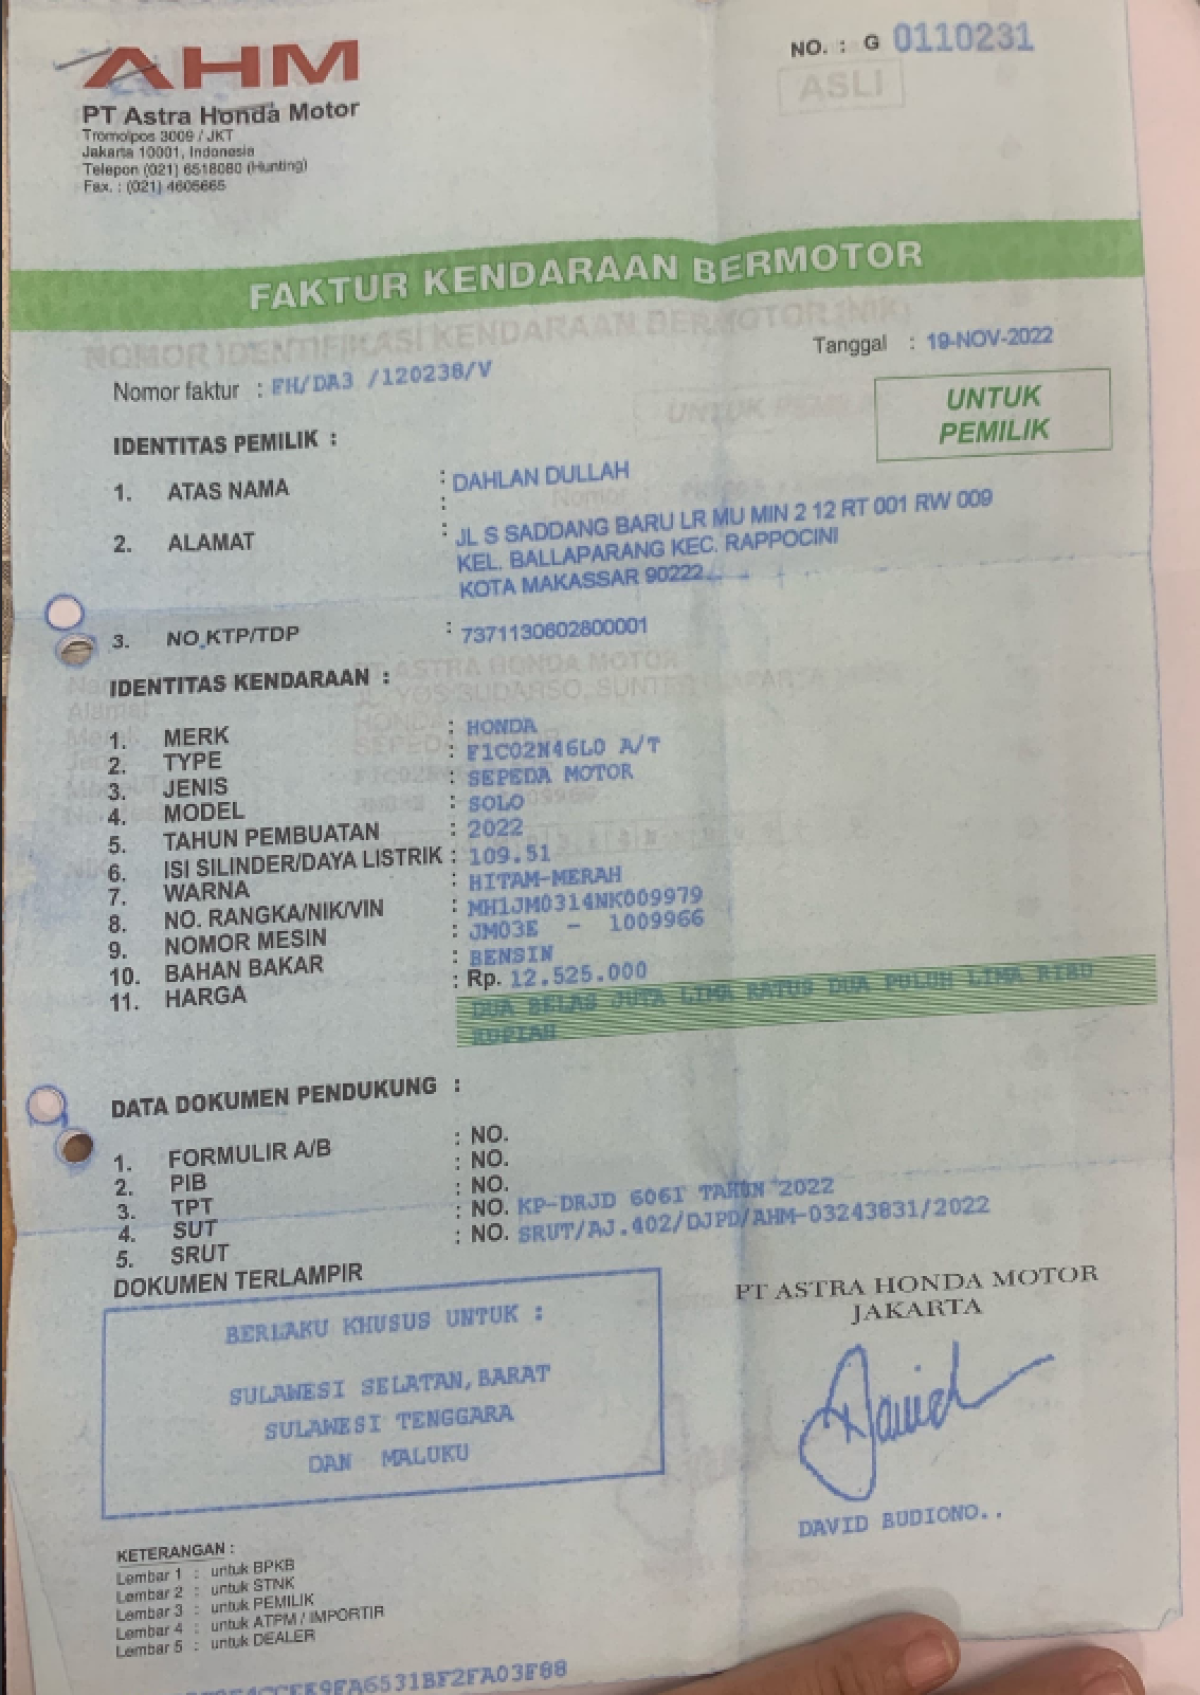 AHM
PT Astra Honda Motor
Tromolpos 3009 / JKT
Jakarta 10001, Indonesia
Telepon (021) 6518080 (Hunting)
Fax. : (021) 4605665
NO. : G 0110231
ASLI
FAKTUR KENDARAAN BERMOTOR
Tanggal : 19-NOV-2022
Nomor faktur : FH/DA3 /120238/V
UNTUK
PEMILIK
IDENTITAS PEMILIK :
1. ATAS NAMA : DAHLAN DULLAH
:
2. ALAMAT : JL S SADDANG BARU LR MU MIN 2 12 RT 001 RW 009
KEL. BALLAPARANG KEC. RAPPOCINI
KOTA MAKASSAR 90222
3. NO.KTP/TDP : 7371130602800001
IDENTITAS KENDARAAN :
1. MERK : HONDA
2. TYPE : F1C02N46L0 A/T
3. JENIS : SEPEDA MOTOR
4. MODEL : SOLO
5. TAHUN PEMBUATAN : 2022
6. ISI SILINDER/DAYA LISTRIK : 109.51
7. WARNA : HITAM-MERAH
8. NO. RANGKA/NIK/VIN : MH1JM0314NK009979
9. NOMOR MESIN : JM03E - 1009966
10. BAHAN BAKAR : BENSIN
11. HARGA : Rp. 12.525.000
DUA BELAS JUTA LIMA RATUS DUA PULUH LIMA RIBU
RUPIAH
DATA DOKUMEN PENDUKUNG :
1. FORMULIR A/B : NO.
2. PIB : NO.
3. TPT : NO.
4. SUT : NO. KP-DRJD 6061 TAHUN 2022
5. SRUT : NO. SRUT/AJ.402/DJPD/AHM-03243831/2022
DOKUMEN TERLAMPIR
BERLAKU KHUSUS UNTUK :
SULAWESI SELATAN,BARAT
SULAWESI TENGGARA
DAN MALUKU
PT ASTRA HONDA MOTOR
JAKARTA
David
DAVID BUDIONO..
KETERANGAN :
Lembar 1 : untuk BPKB
Lembar 2 : untuk STNK
Lembar 3 : untuk PEMILIK
Lembar 4 : untuk ATPM / IMPORTIR
Lembar 5 : untuk DEALER